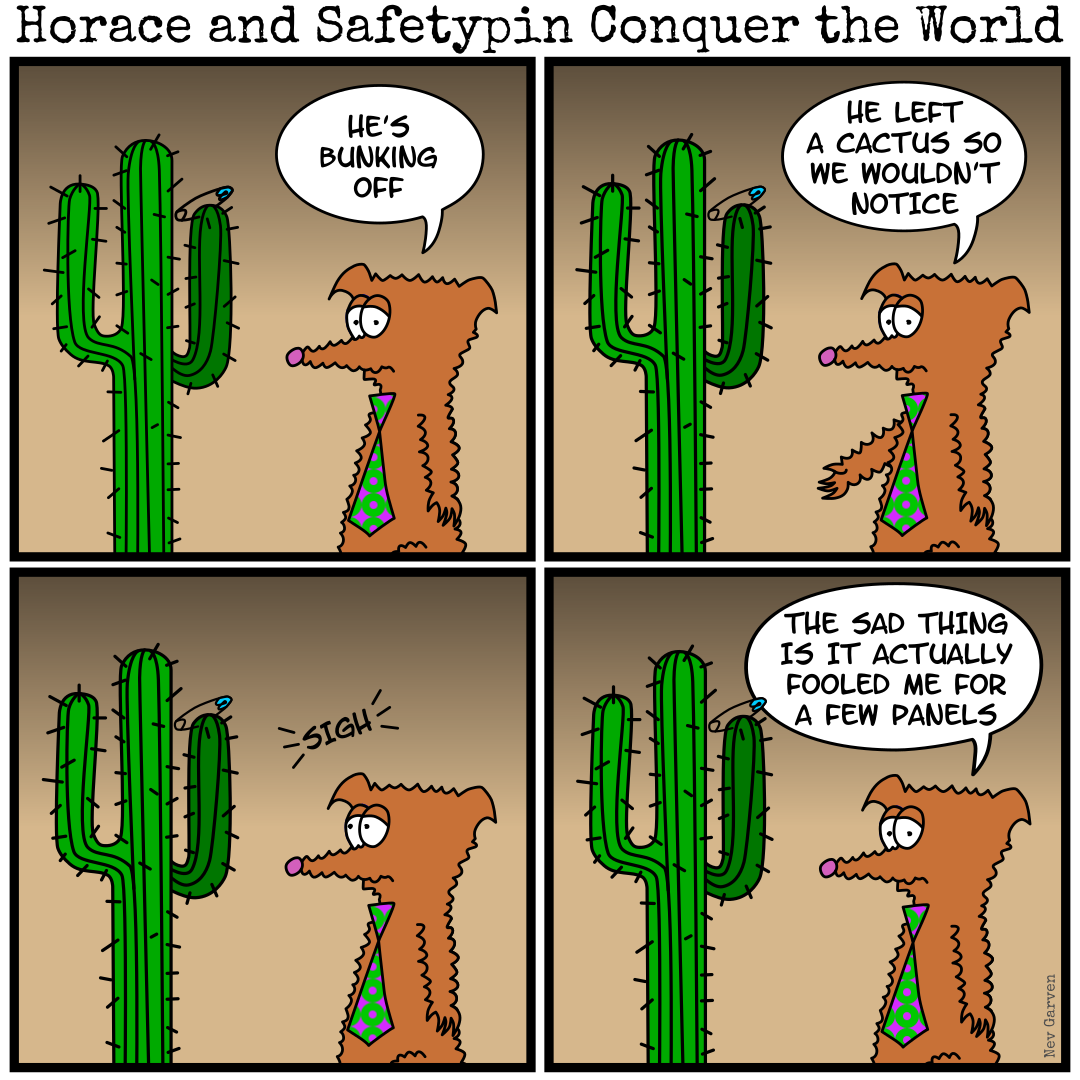 Horace and Safetypin Conquer the World
HE'S
BUNKING
OFF
HE LEFT
A CACTUS SO
WE WOULDN'T
NOTICE
SIGH
THE SAD THING
IS IT ACTUALLY
FOOLED ME FOR
A FEW PANELS
Nev Garven